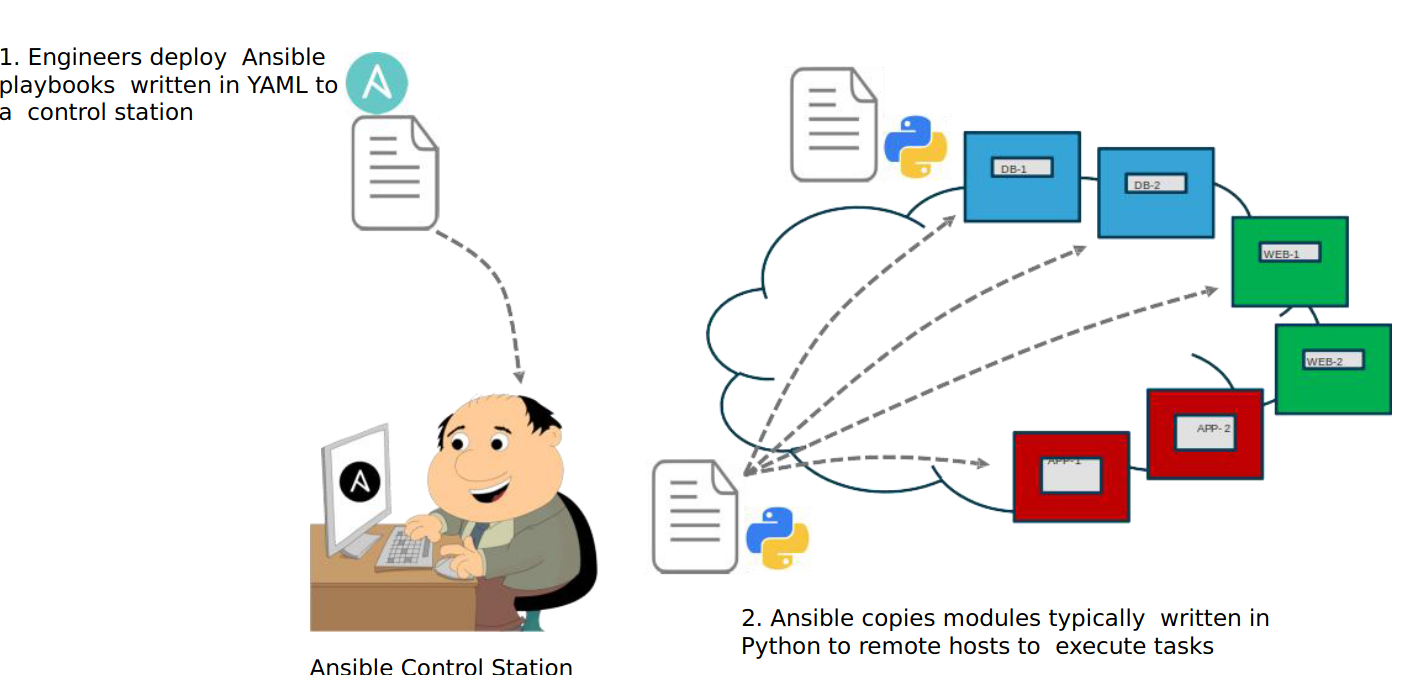 1. Engineers deploy  Ansible
playbooks  written in YAML to
a  control station
DB-1
DB-2
WEB-1
WEB-2
APP- 2
APP-1
2. Ansible copies modules typically  written in
Python to remote hosts to  execute tasks
Ansible Control Station